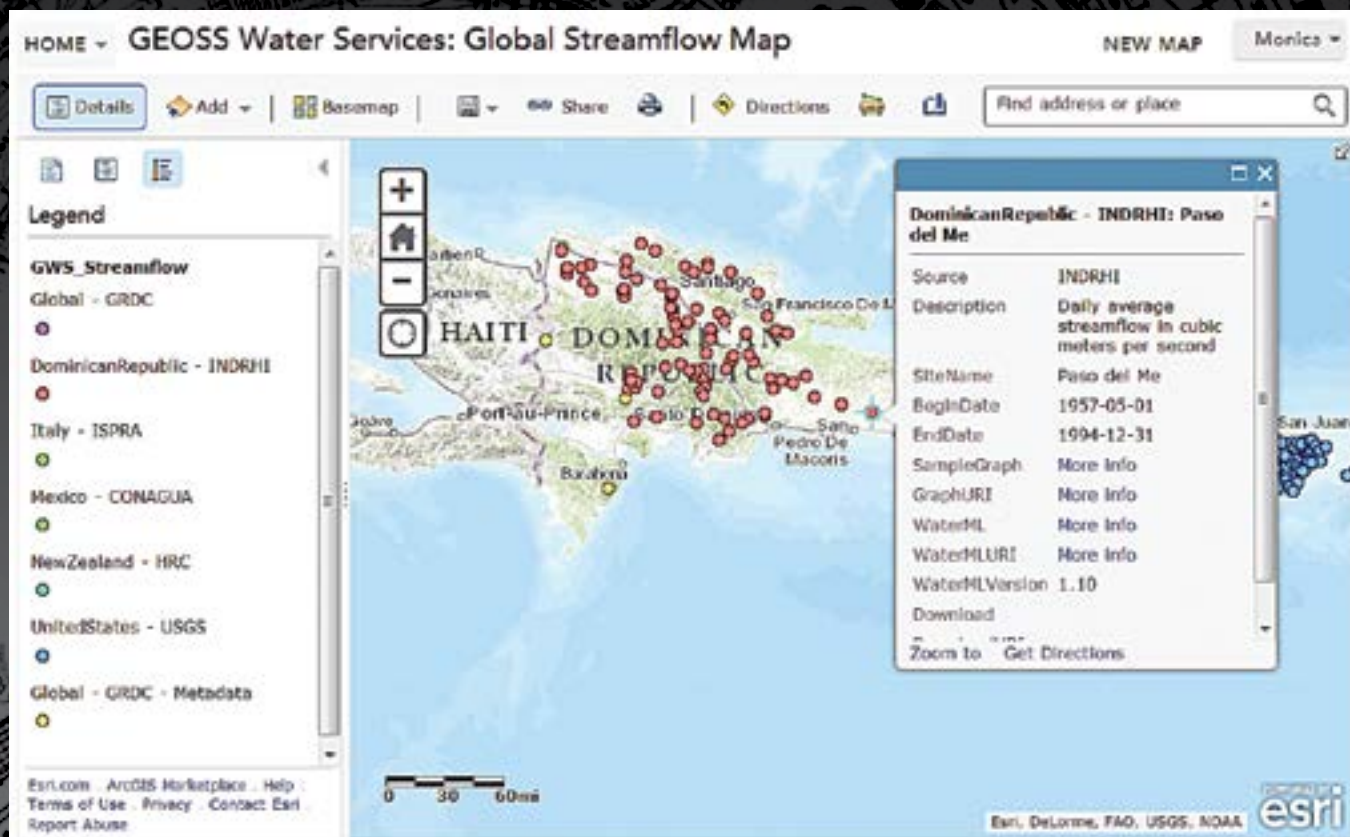 HOME GEOSS Water Services: Global Streamflow Map NEW MAP Monica
Details Add Basemap Share Directions Find address or place
Legend
GWS_Streamflow
Global - GRDC
DominicanRepublic - INDRHI
Italy - ISPRA
Mexico - CONAGUA
NewZealand - HRC
UnitedStates - USGS
Global - GRDC - Metadata
Esri.com . ArcGIS Marketplace . Help .
Terms of Use . Privacy . Contact Esri .
Report Abuse
Santiago
San Francisco De
HAITI DOMINICAN
REPUBLIC
Port-au-Prince Santo Domingo
San
Pedro De
Macoris
Barahona
San Juan
0 30 60mi
DominicanRepublic - INDRHI: Paso
del Me
Source INDRHI
Description Daily average
streamflow in cubic
meters per second
SiteName Paso del Me
BeginDate 1957-05-01
EndDate 1994-12-31
SampleGraph More Info
GraphURI More Info
WaterML More Info
WaterMLURI More Info
WaterMLVersion 1.10
Download
Zoom to Get Directions
Esri, DeLorme, FAO, USGS, NOAA
esri